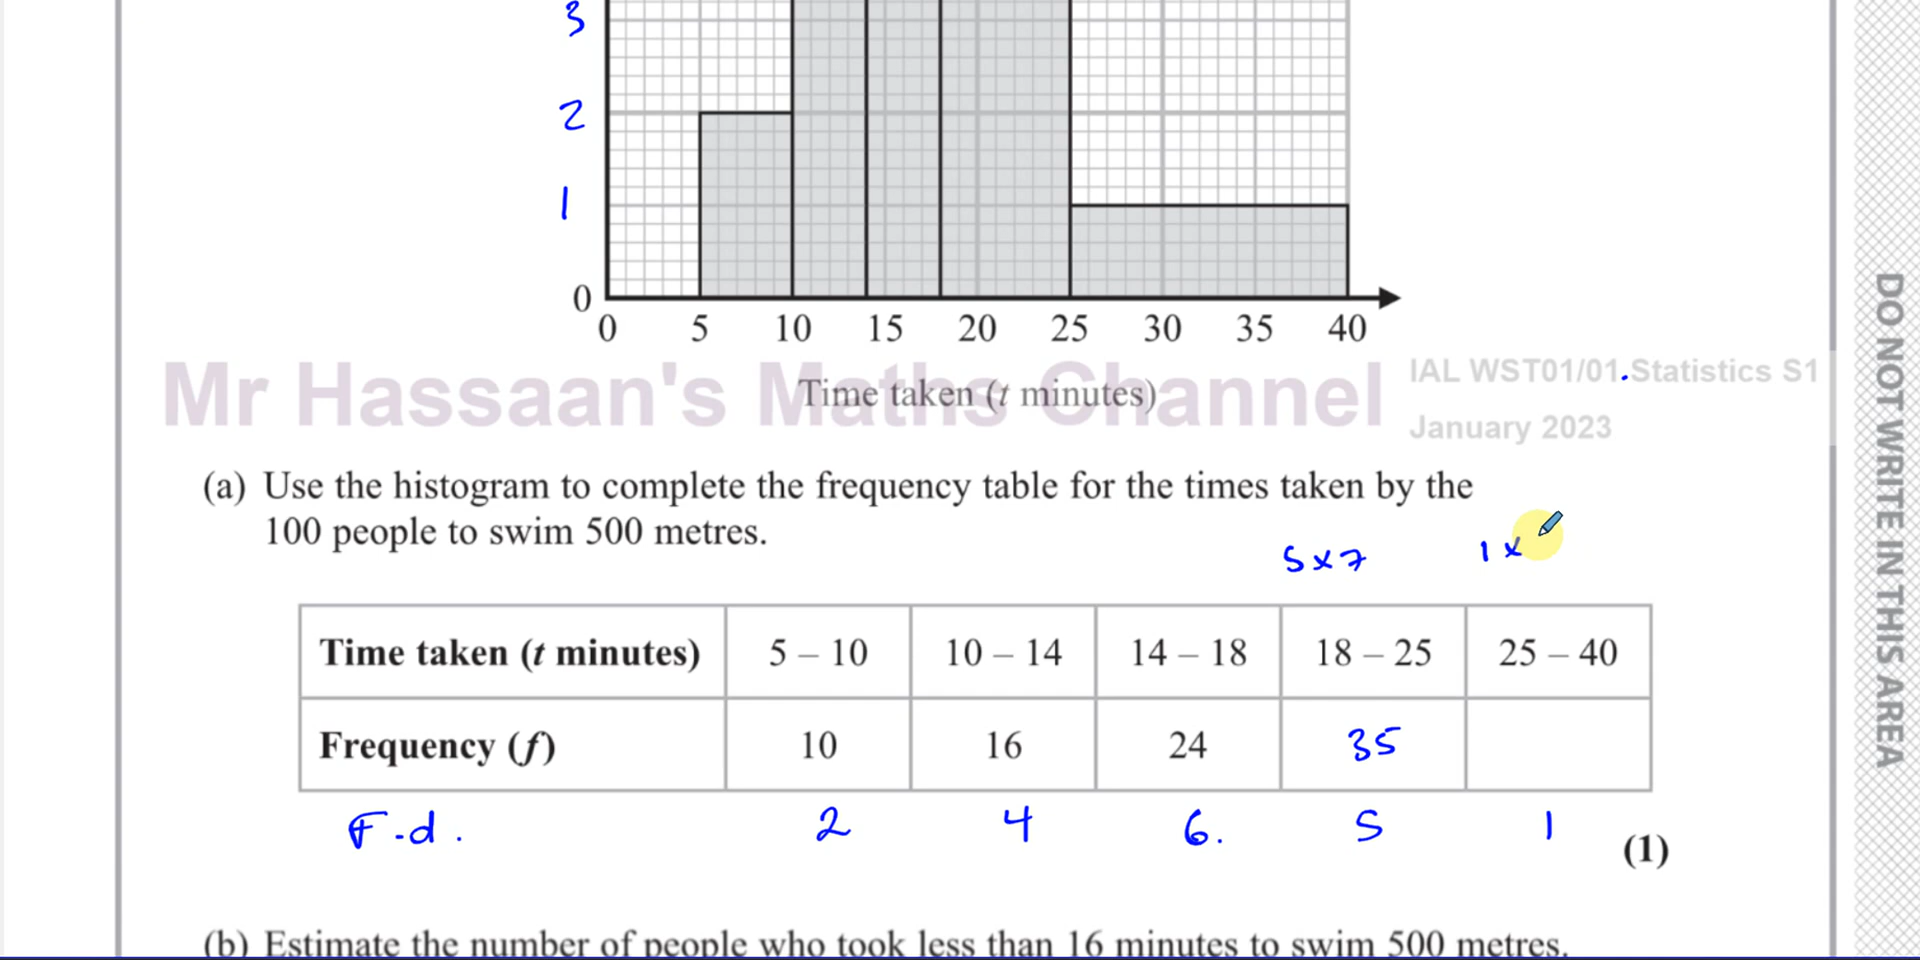 3
2
1
0
0 5 10 15 20 25 30 35 40
Time taken (t minutes)
Mr Hassaan's Maths Channel
IAL WST01/01.Statistics S1
January 2023
DO NOT WRITE IN THIS AREA
(a) Use the histogram to complete the frequency table for the times taken by the
100 people to swim 500 metres.
5x7 1x
Time taken (t minutes) 5 – 10 10 – 14 14 – 18 18 – 25 25 – 40
Frequency (f) 10 16 24 35
F.d. 2 4 6. 5 1
(1)
(b) Estimate the number of people who took less than 16 minutes to swim 500 metres.